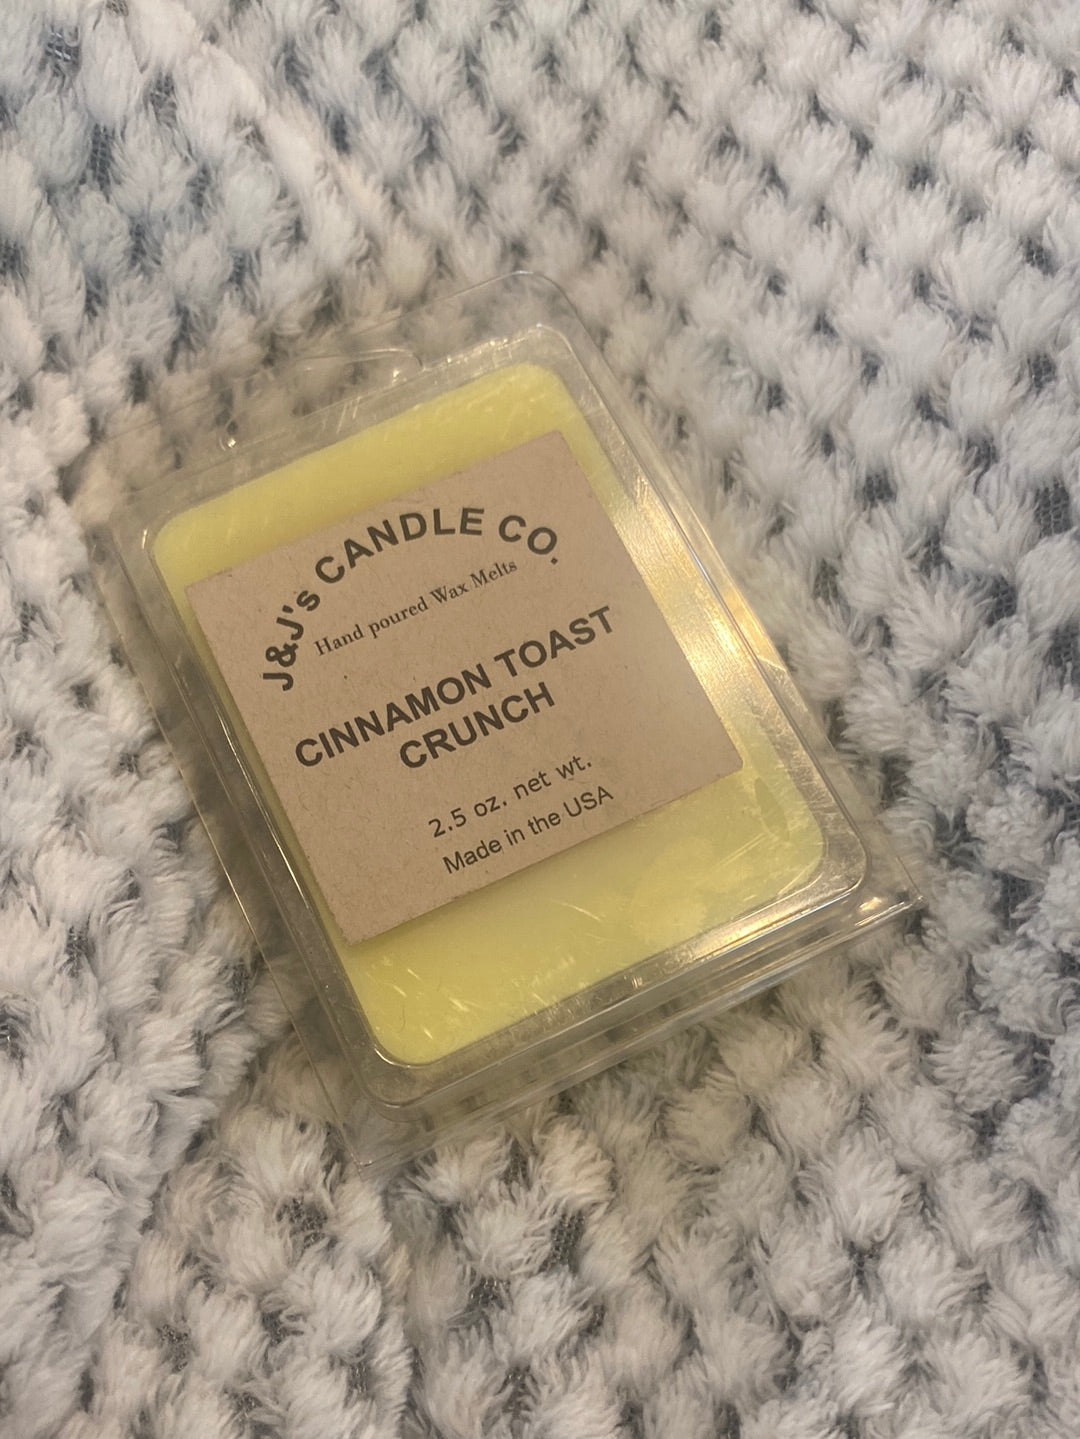 J&J's CANDLE CO.
Hand poured Wax Melts
CINNAMON TOAST
CRUNCH
2.5 oz. net wt.
Made in the USA